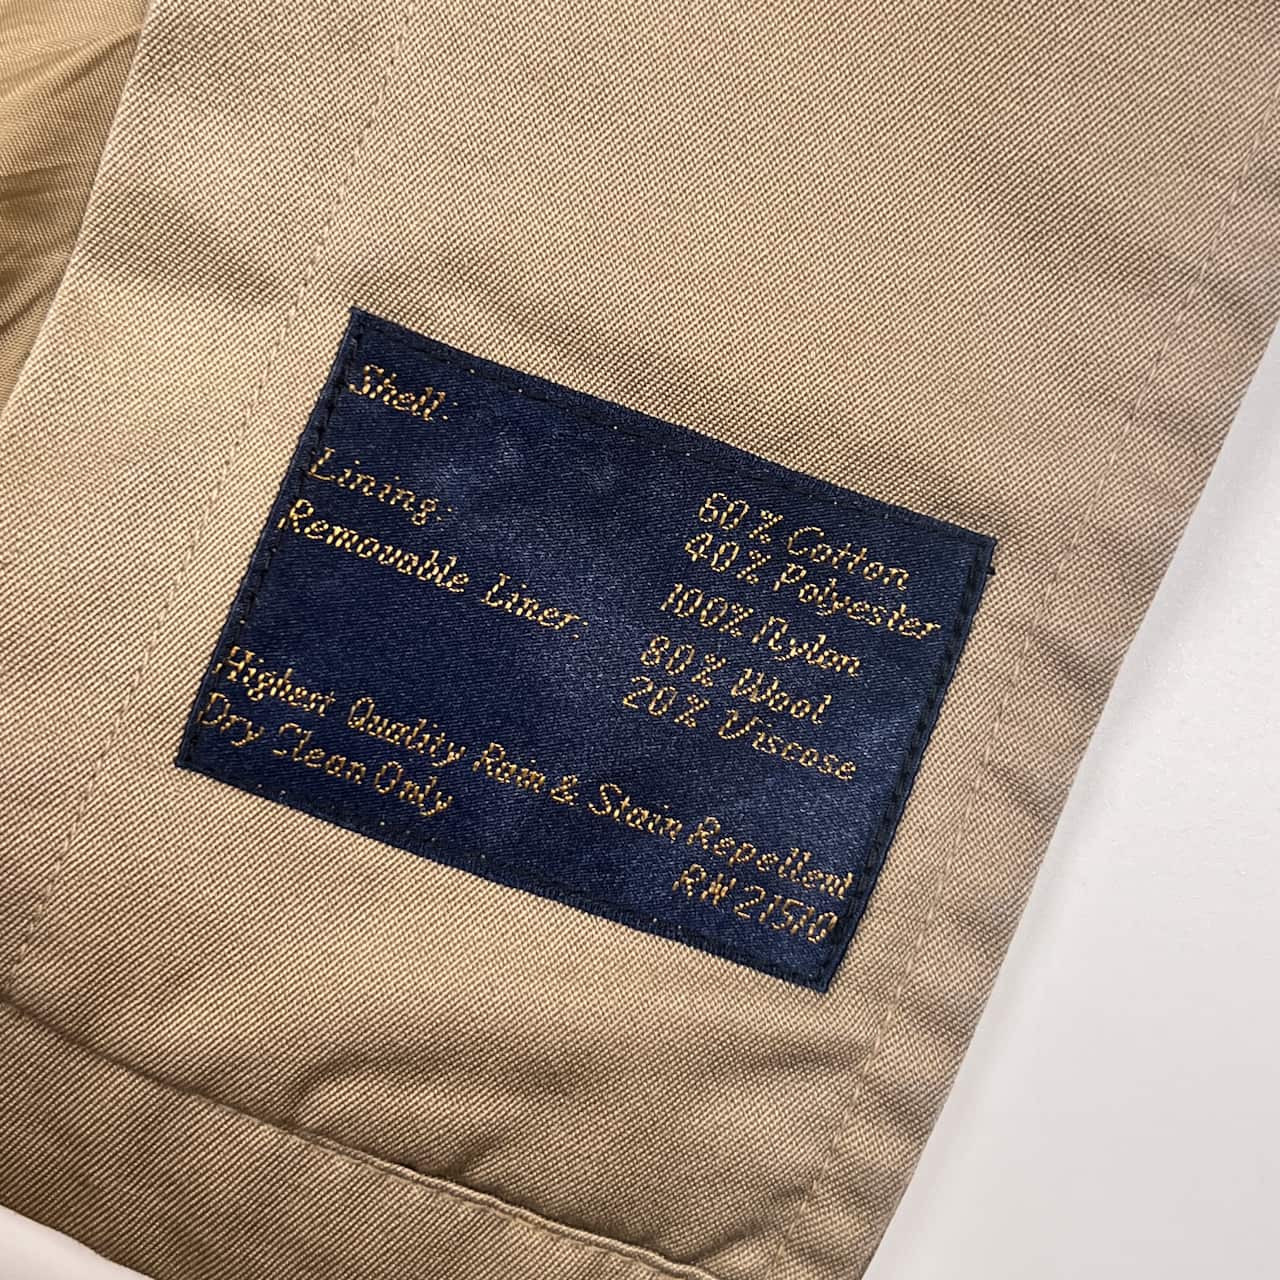 Shell: 60% Cotton
40% Polyester
Lining: 100% Nylon
Removable Liner: 80% Wool
20% Viscose
Highest Quality Rain & Stain Repellent
Dry Clean Only RN 21510